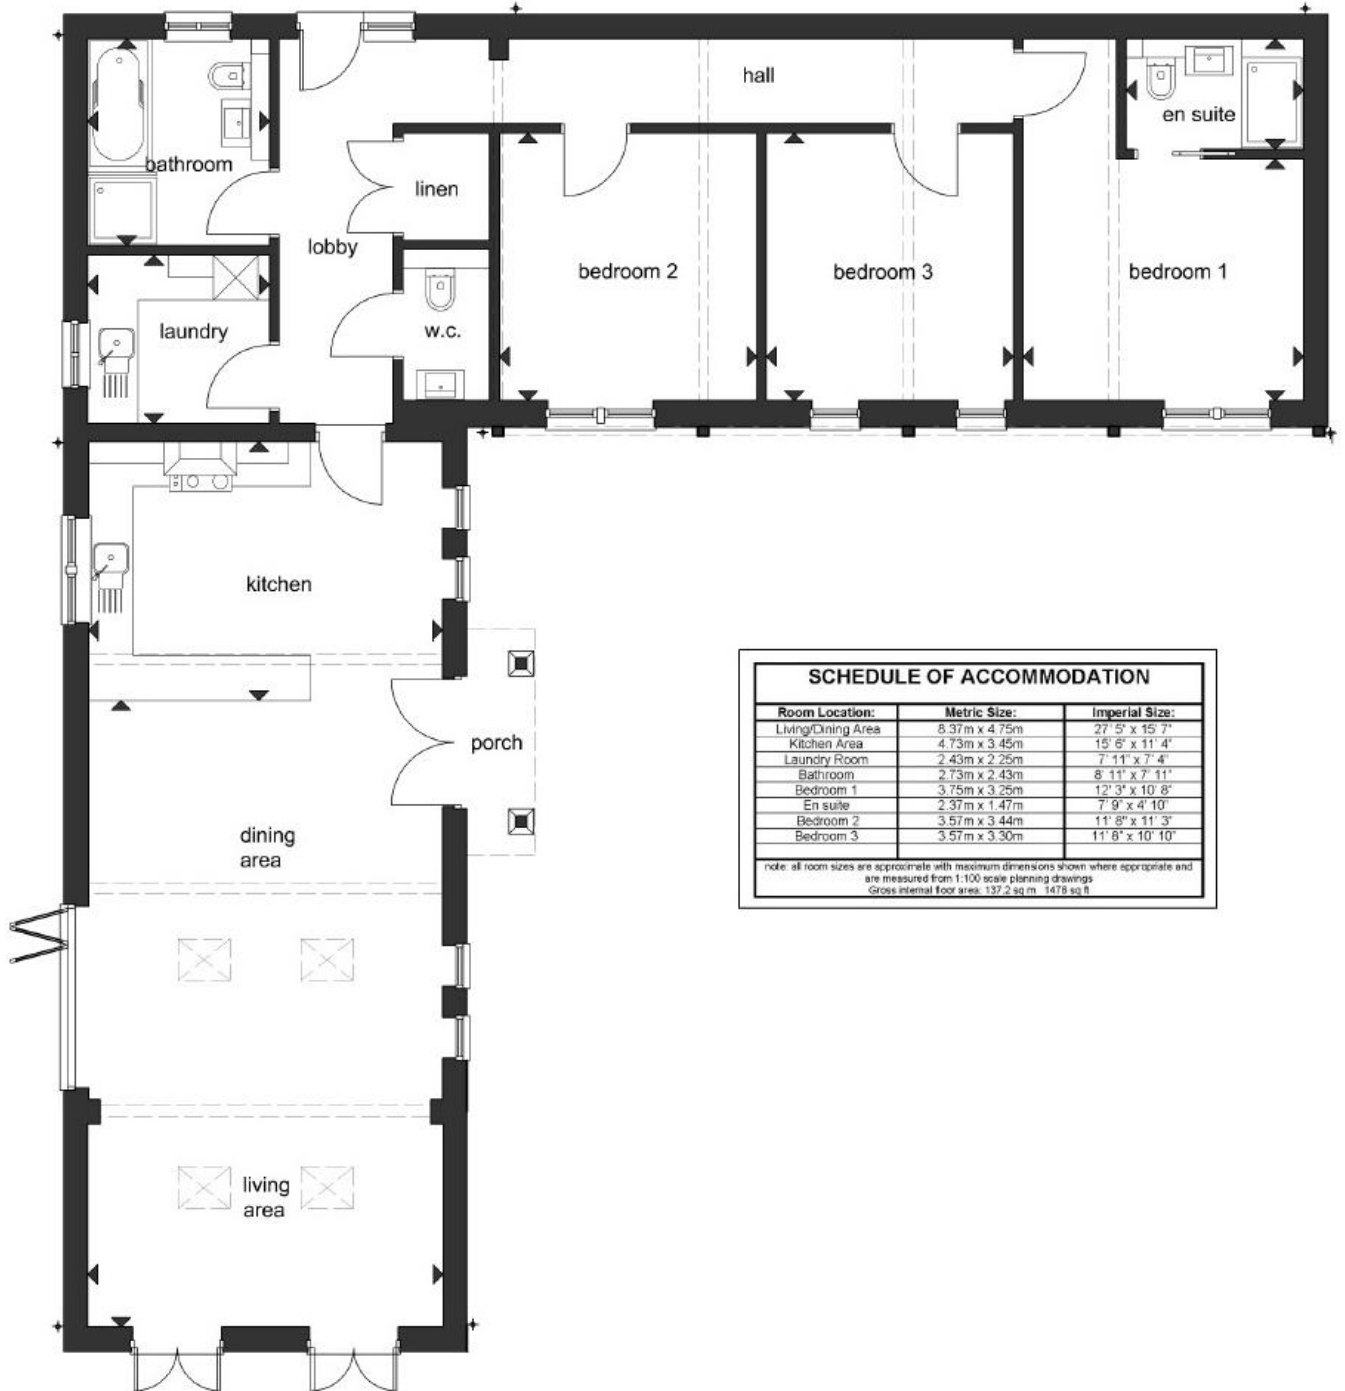 hall
en suite
bathroom
linen
lobby
bedroom 2
bedroom 3
bedroom 1
laundry
w.c.
kitchen
porch
dining
area
living
area
SCHEDULE OF ACCOMMODATION
Room Location: Metric Size: Imperial Size:
Living/Dining Area 8.37m x 4.75m 27' 5" x 15' 7"
Kitchen Area 4.73m x 3.45m 15' 6" x 11' 4"
Laundry Room 2.43m x 2.25m 7' 11" x 7' 4"
Bathroom 2.73m x 2.43m 8' 11" x 7' 11"
Bedroom 1 3.75m x 3.25m 12' 3" x 10' 8"
En suite 2.37m x 1.47m 7' 9" x 4' 10"
Bedroom 2 3.57m x 3.44m 11' 8" x 11' 3"
Bedroom 3 3.57m x 3.30m 11' 8" x 10' 10"
note: all room sizes are approximate with maximum dimensions shown where appropriate and
are measured from 1:100 scale planning drawings
Gross internal floor area: 137.2 sq m 1476 sq ft